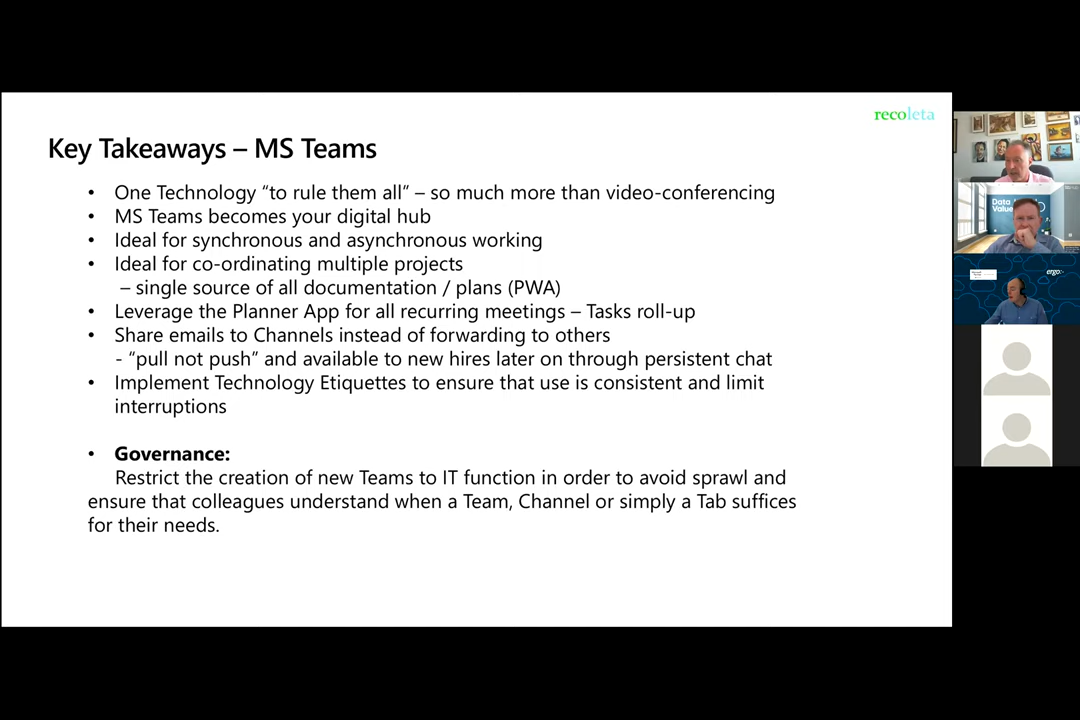 recoleta
Key Takeaways – MS Teams
• One Technology “to rule them all” – so much more than video-conferencing
• MS Teams becomes your digital hub
• Ideal for synchronous and asynchronous working
• Ideal for co-ordinating multiple projects
– single source of all documentation / plans (PWA)
• Leverage the Planner App for all recurring meetings – Tasks roll-up
• Share emails to Channels instead of forwarding to others
- “pull not push” and available to new hires later on through persistent chat
• Implement Technology Etiquettes to ensure that use is consistent and limit
interruptions
• Governance:
Restrict the creation of new Teams to IT function in order to avoid sprawl and
ensure that colleagues understand when a Team, Channel or simply a Tab suffices
for their needs.
Data
Value
ergo